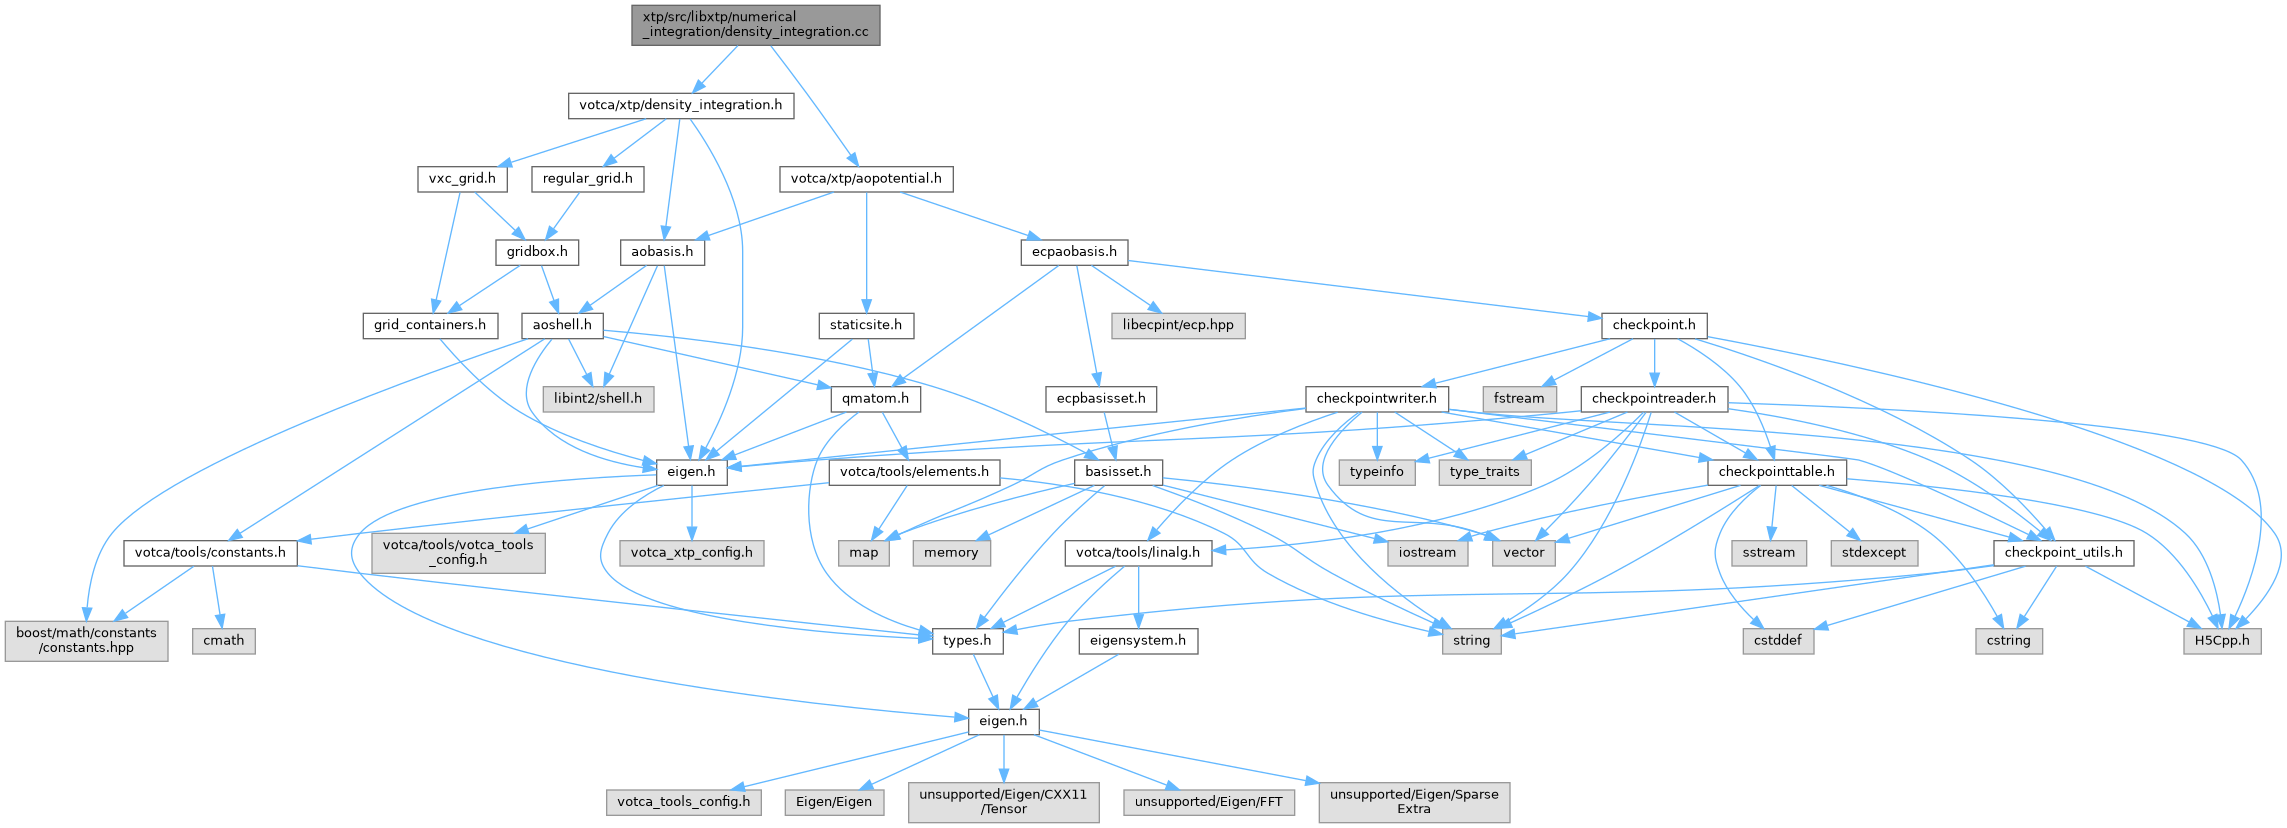 xtp/src/libxtp/numerical
_integration/density_integration.cc
votca/xtp/density_integration.h
vxc_grid.h
regular_grid.h
votca/xtp/aopotential.h
gridbox.h
aobasis.h
ecpaobasis.h
grid_containers.h
aoshell.h
staticsite.h
libecpint/ecp.hpp
checkpoint.h
libint2/shell.h
qmatom.h
ecpbasisset.h
checkpointwriter.h
fstream
checkpointreader.h
eigen.h
votca/tools/elements.h
basisset.h
typeinfo
type_traits
checkpointtable.h
votca/tools/constants.h
votca/tools/votca_tools
_config.h
votca_xtp_config.h
map
memory
votca/tools/linalg.h
iostream
vector
sstream
stdexcept
checkpoint_utils.h
boost/math/constants
/constants.hpp
cmath
types.h
eigensystem.h
string
cstddef
cstring
H5Cpp.h
eigen.h
votca_tools_config.h
Eigen/Eigen
unsupported/Eigen/CXX11
/Tensor
unsupported/Eigen/FFT
unsupported/Eigen/Sparse
Extra